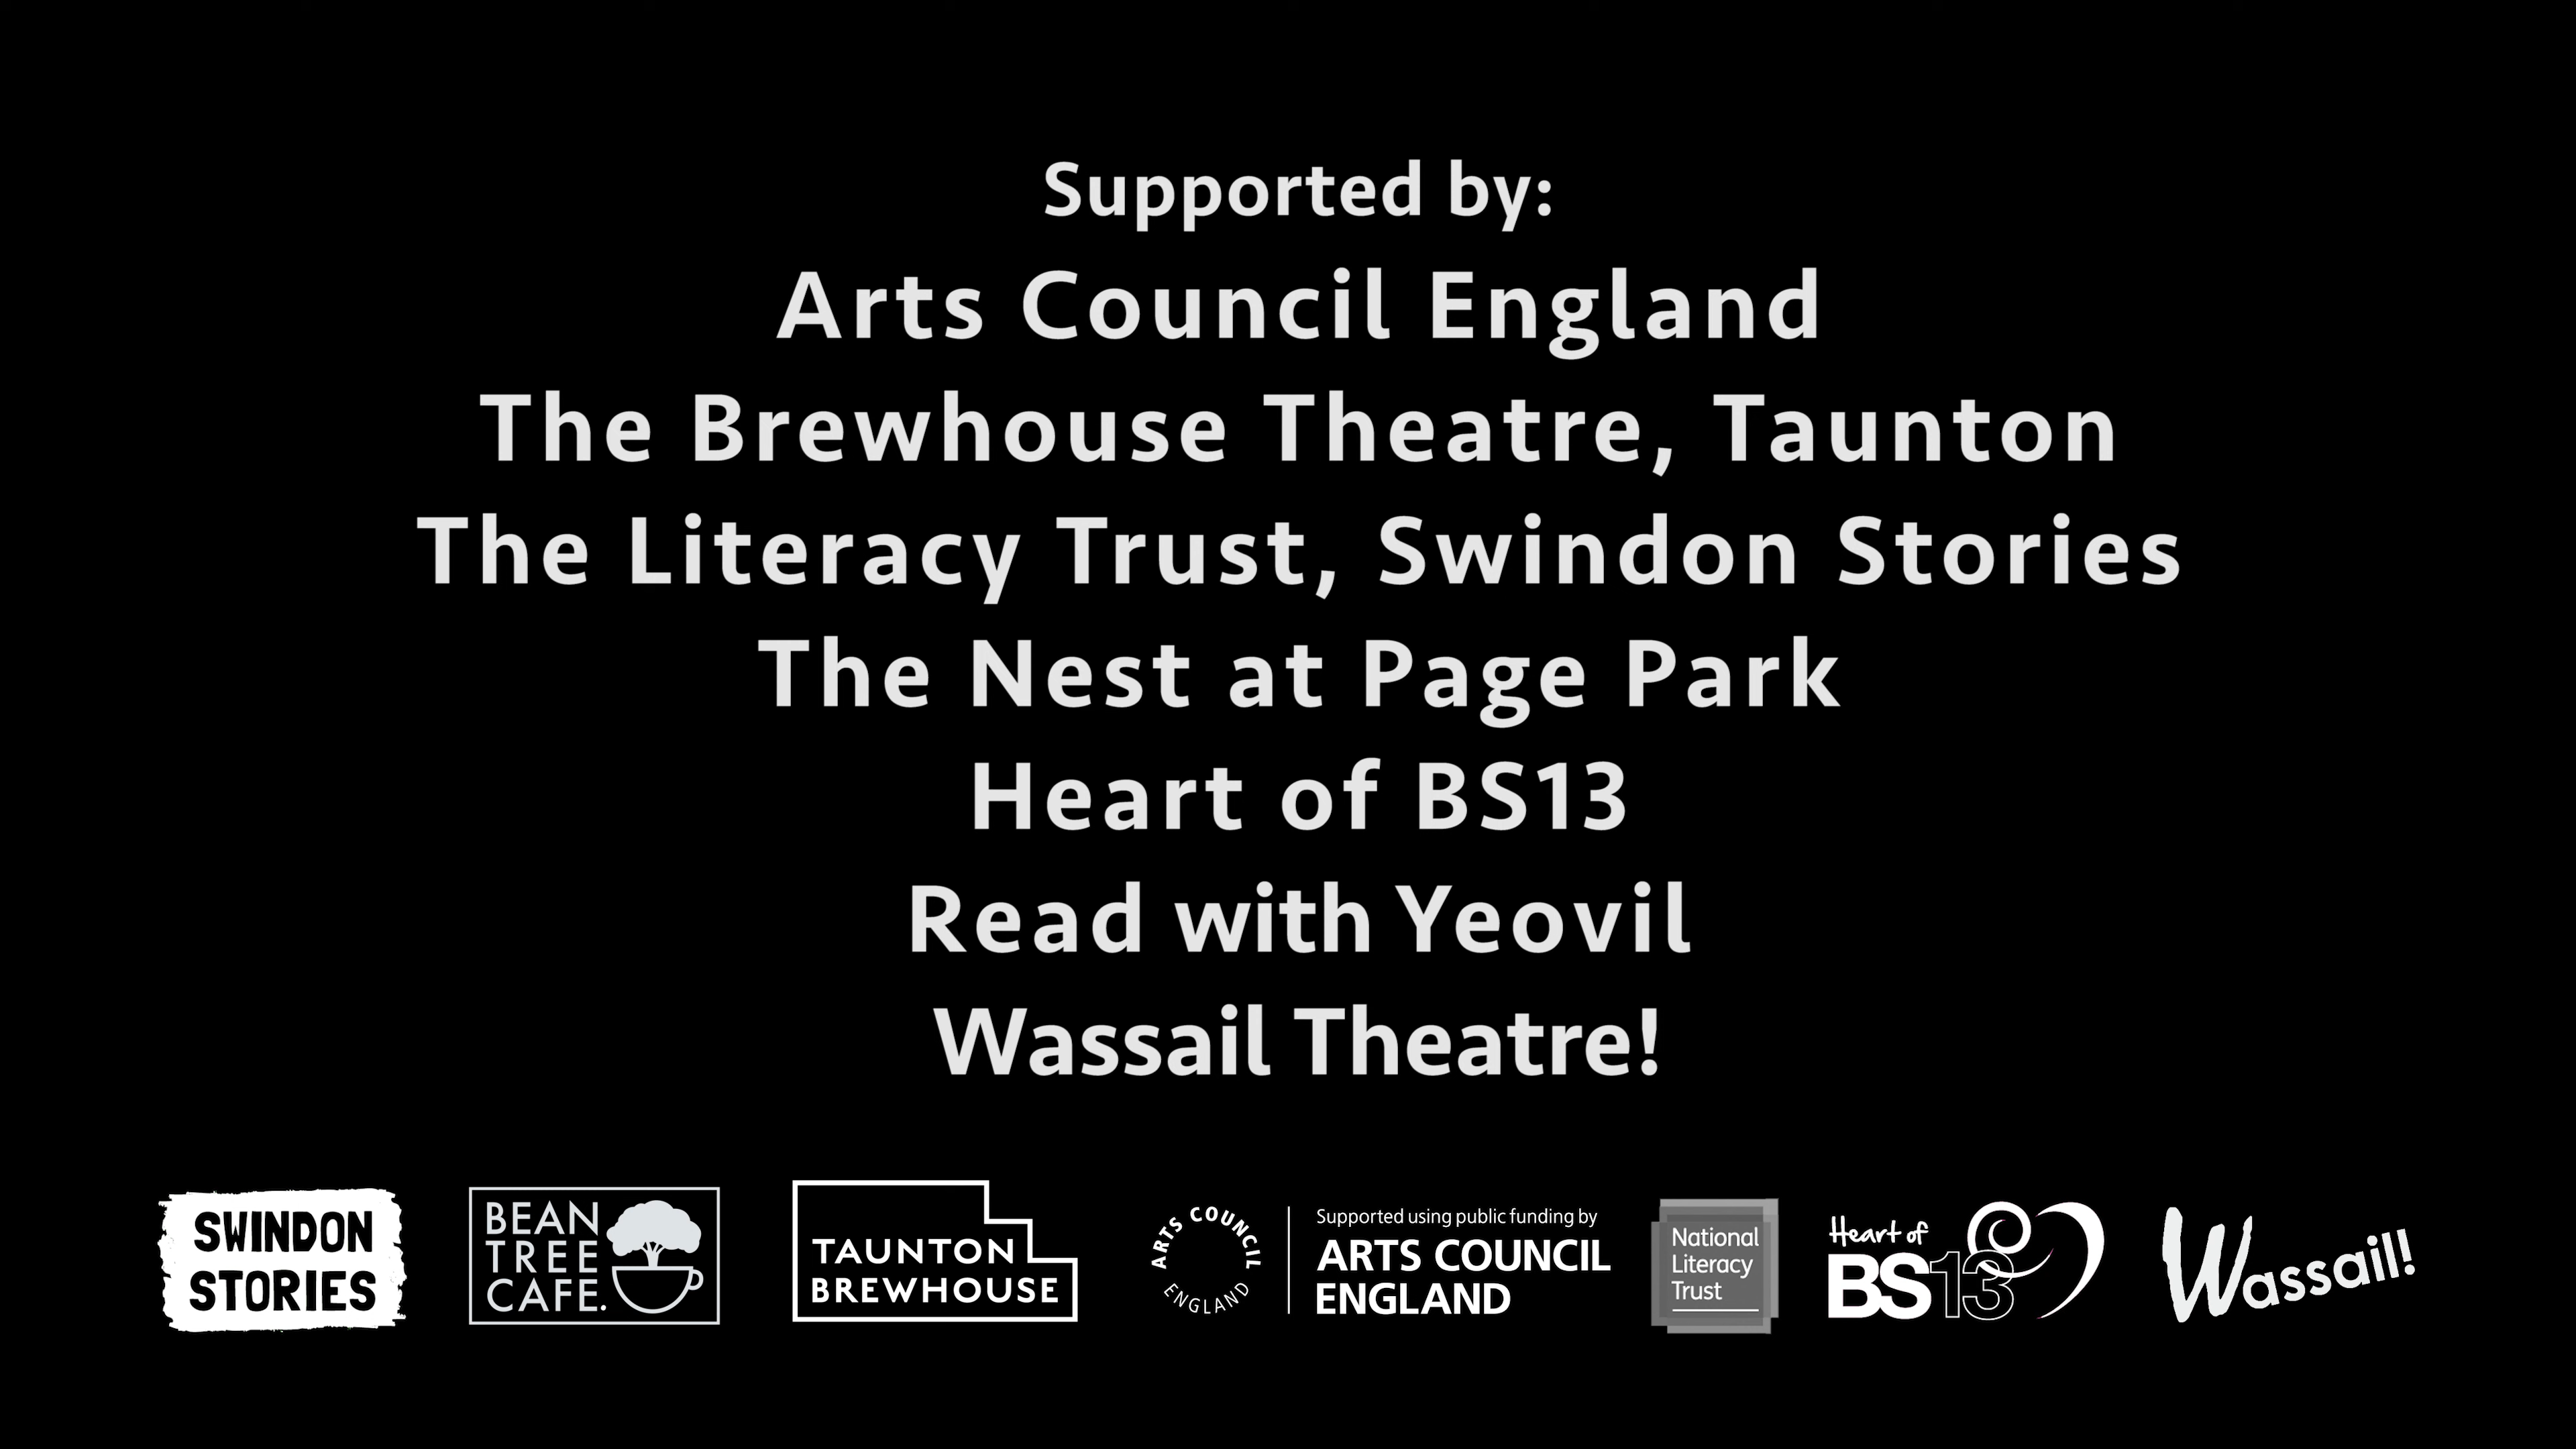 Supported by:
Arts Council England
The Brewhouse Theatre, Taunton
The Literacy Trust, Swindon Stories
The Nest at Page Park
Heart of BS13
Read with Yeovil
Wassail Theatre!
SWINDON
STORIES
BEAN
TREE
CAFE.
TAUNTON
BREWHOUSE
ARTS COUNCIL
ENGLAND
Supported using public funding by
ARTS COUNCIL
ENGLAND
National
Literacy
Trust
Heart of
BS13
Wassail!